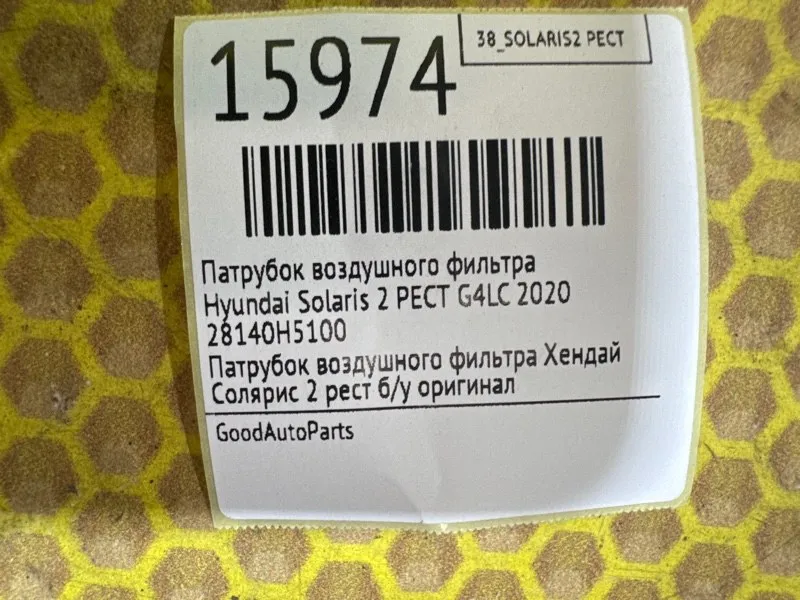 38_SOLARIS2 РЕСТ
15974
Патрубок воздушного фильтра
Hyundai Solaris 2 РЕСТ G4LC 2020
28140H5100
Патрубок воздушного фильтра Хендай
Солярис 2 рест б/у оригинал
GoodAutoParts